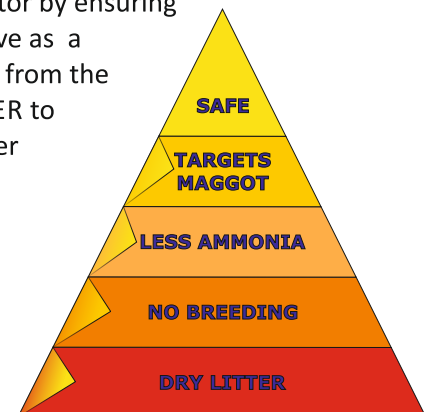 tor by ensuring
ve as a
from the
ER to
er
SAFE
TARGETS
MAGGOT
LESS AMMONIA
NO BREEDING
DRY LITTER